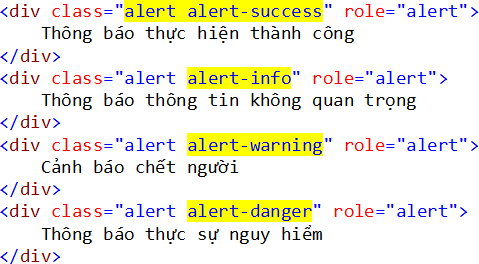 <div class="alert alert-success" role="alert">
    Thông báo thực hiện thành công
</div>
<div class="alert alert-info" role="alert">
    Thông báo thông tin không quan trọng
</div>
<div class="alert alert-warning" role="alert">
    Cảnh báo chết người
</div>
<div class="alert alert-danger" role="alert">
    Thông báo thực sự nguy hiểm
</div>